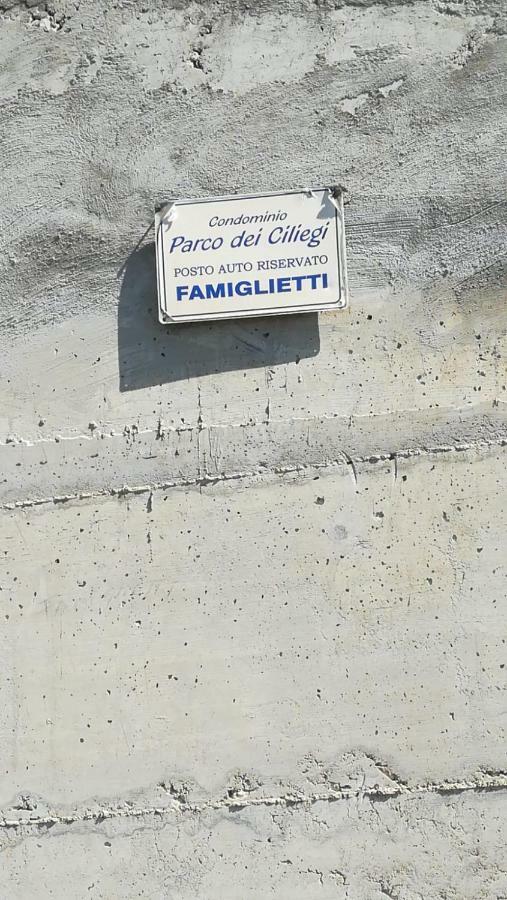 Condominio
Parco dei Ciliegi
POSTO AUTO RISERVATO
FAMIGLIETTI